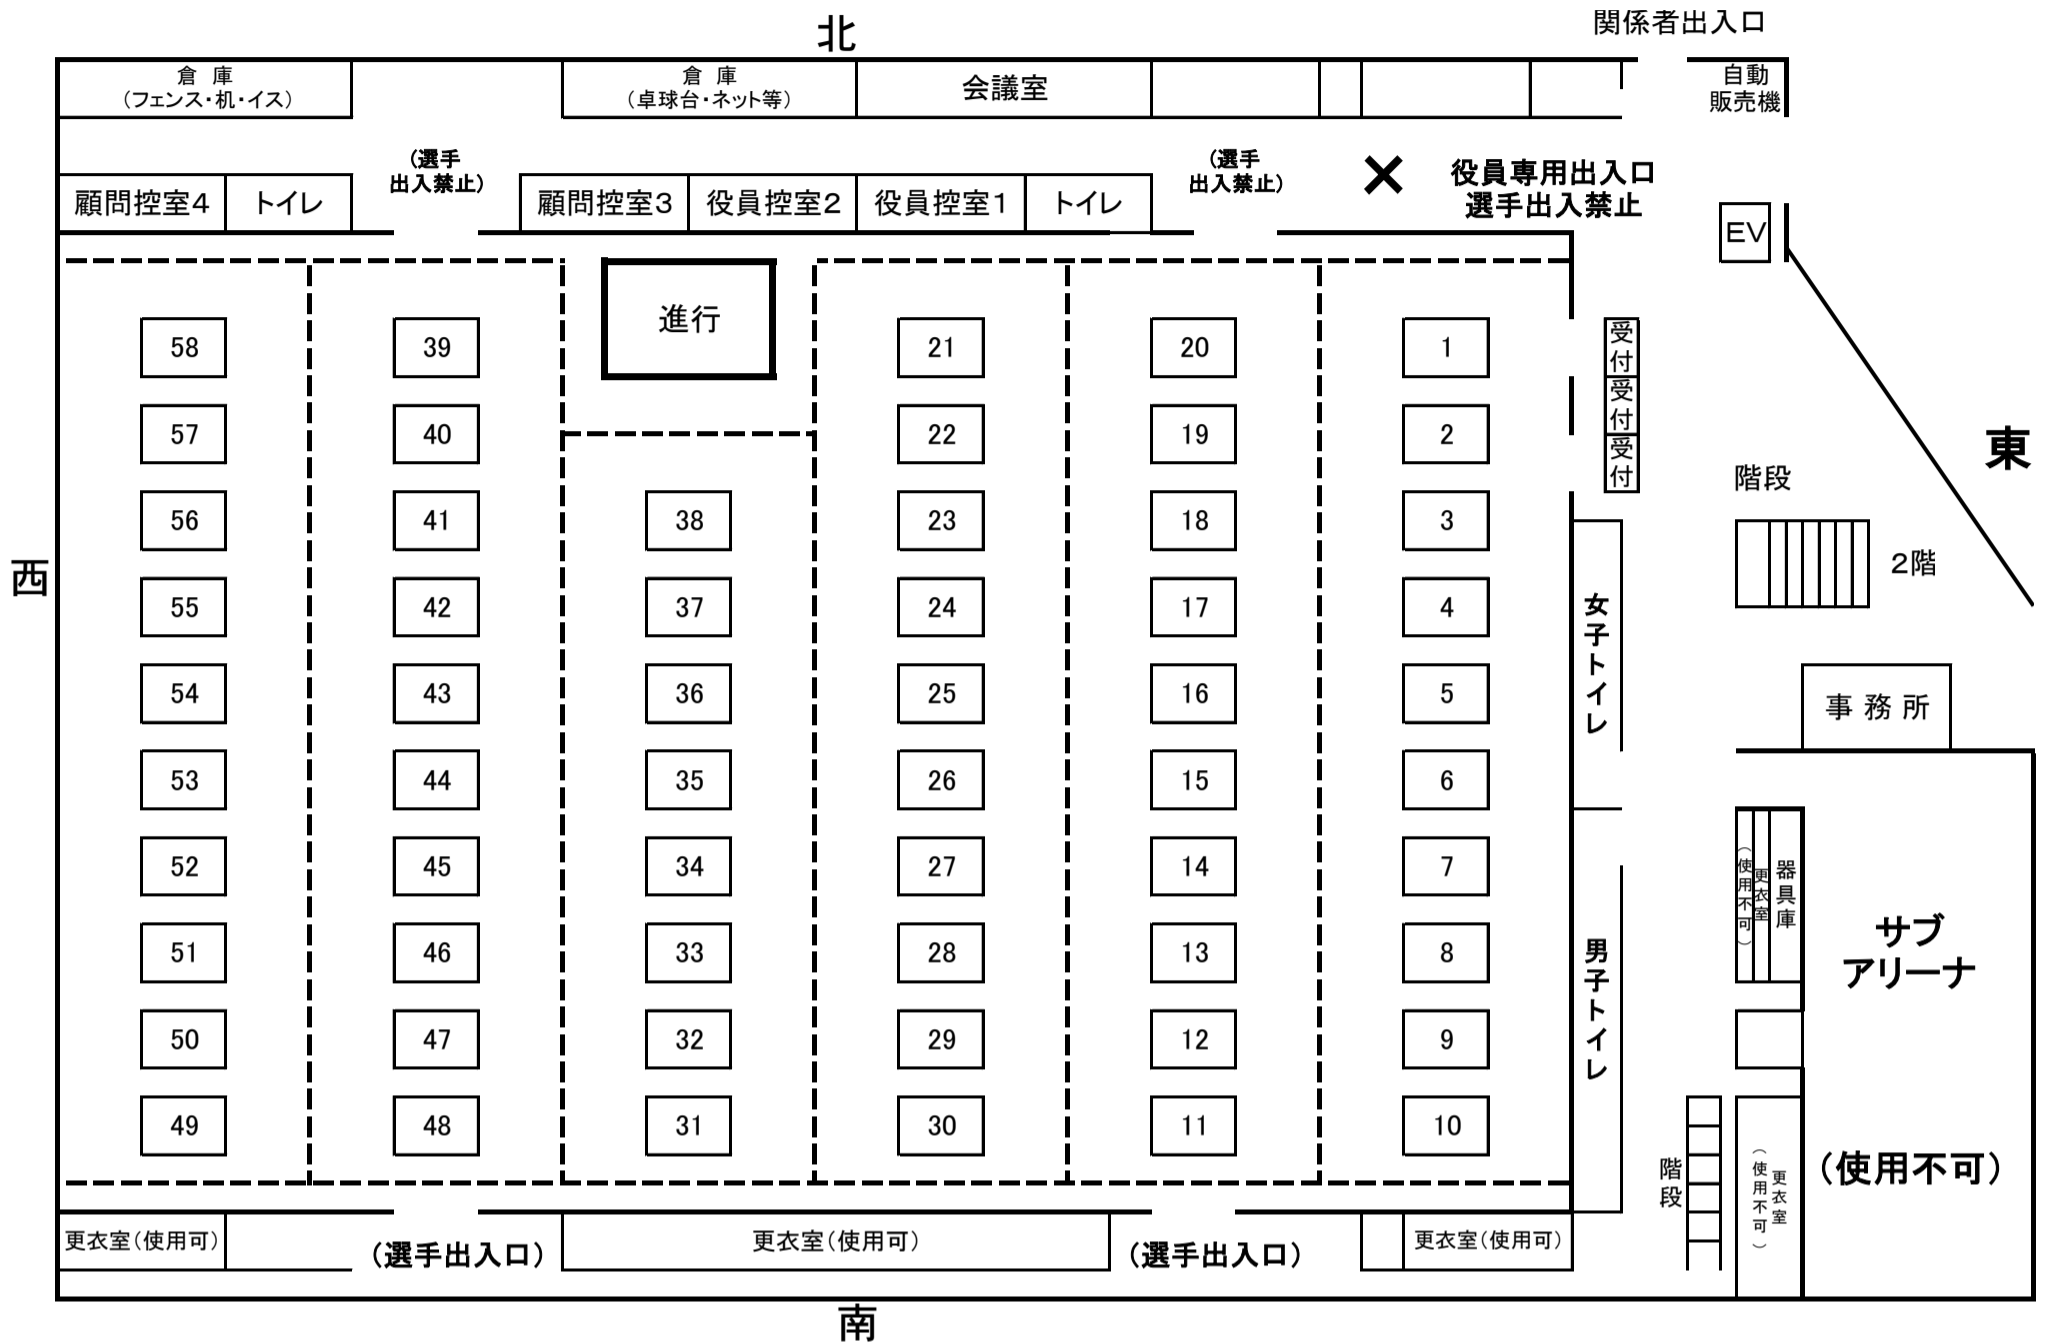 北
関係者出入口
倉 庫
（フェンス・机・イス）
倉 庫
（卓球台・ネット等）
会議室
自動
販売機
（選手
出入禁止）
（選手
出入禁止）
×
役員専用出入口
選手出入禁止
顧問控室4
トイレ
顧問控室3
役員控室2
役員控室1
トイレ
EV
進行
58
39
21
20
1
受付
57
40
22
19
2
受付
受付
東
階段
56
41
38
23
18
3
2階
西
55
42
37
24
17
4
女子トイレ
54
43
36
25
16
5
事 務 所
53
44
35
26
15
6
52
45
34
27
14
7
（使用不可）
更衣室
器具庫
サブ
アリーナ
51
46
33
28
13
8
男子トイレ
50
47
32
29
12
9
49
48
31
30
11
10
階段
（使用不可）
更衣室
（使用不可）
更衣室（使用可）
（選手出入口）
更衣室（使用可）
（選手出入口）
更衣室（使用可）
南